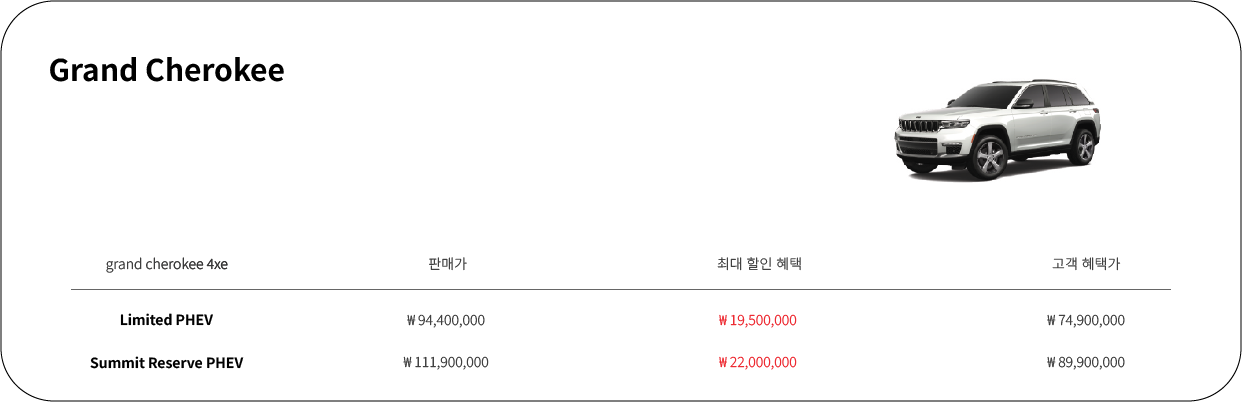 Grand Cherokee
grand cherokee 4xe 판매가 최대 할인 혜택 고객 혜택가
Limited PHEV ₩ 94,400,000 ₩ 19,500,000 ₩ 74,900,000
Summit Reserve PHEV ₩ 111,900,000 ₩ 22,000,000 ₩ 89,900,000